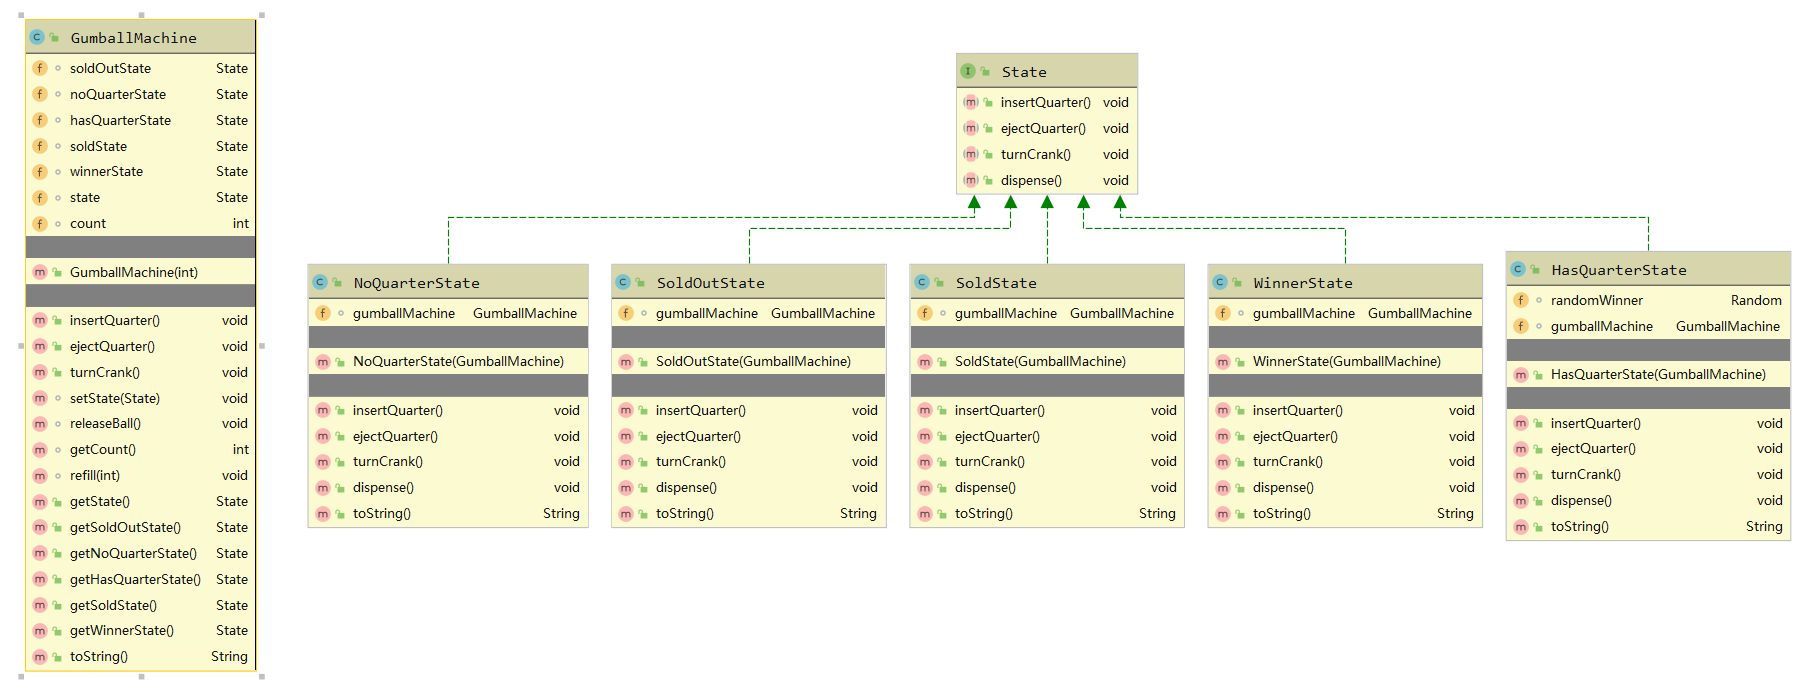 GumballMachine
soldOutState State
noQuarterState State
hasQuarterState State
soldState State
winnerState State
state State
count int
GumballMachine(int)
insertQuarter() void
ejectQuarter() void
turnCrank() void
setState(State) void
releaseBall() void
getCount() int
refill(int) void
getState() State
getSoldOutState() State
getNoQuarterState() State
getHasQuarterState() State
getSoldState() State
getWinnerState() State
toString() String
State
insertQuarter() void
ejectQuarter() void
turnCrank() void
dispense() void
NoQuarterState
gumballMachine GumballMachine
NoQuarterState(GumballMachine)
insertQuarter() void
ejectQuarter() void
turnCrank() void
dispense() void
toString() String
SoldOutState
gumballMachine GumballMachine
SoldOutState(GumballMachine)
insertQuarter() void
ejectQuarter() void
turnCrank() void
dispense() void
toString() String
SoldState
gumballMachine GumballMachine
SoldState(GumballMachine)
insertQuarter() void
ejectQuarter() void
turnCrank() void
dispense() void
toString() String
WinnerState
gumballMachine GumballMachine
WinnerState(GumballMachine)
insertQuarter() void
ejectQuarter() void
turnCrank() void
dispense() void
toString() String
HasQuarterState
randomWinner Random
gumballMachine GumballMachine
HasQuarterState(GumballMachine)
insertQuarter() void
ejectQuarter() void
turnCrank() void
dispense() void
toString() String